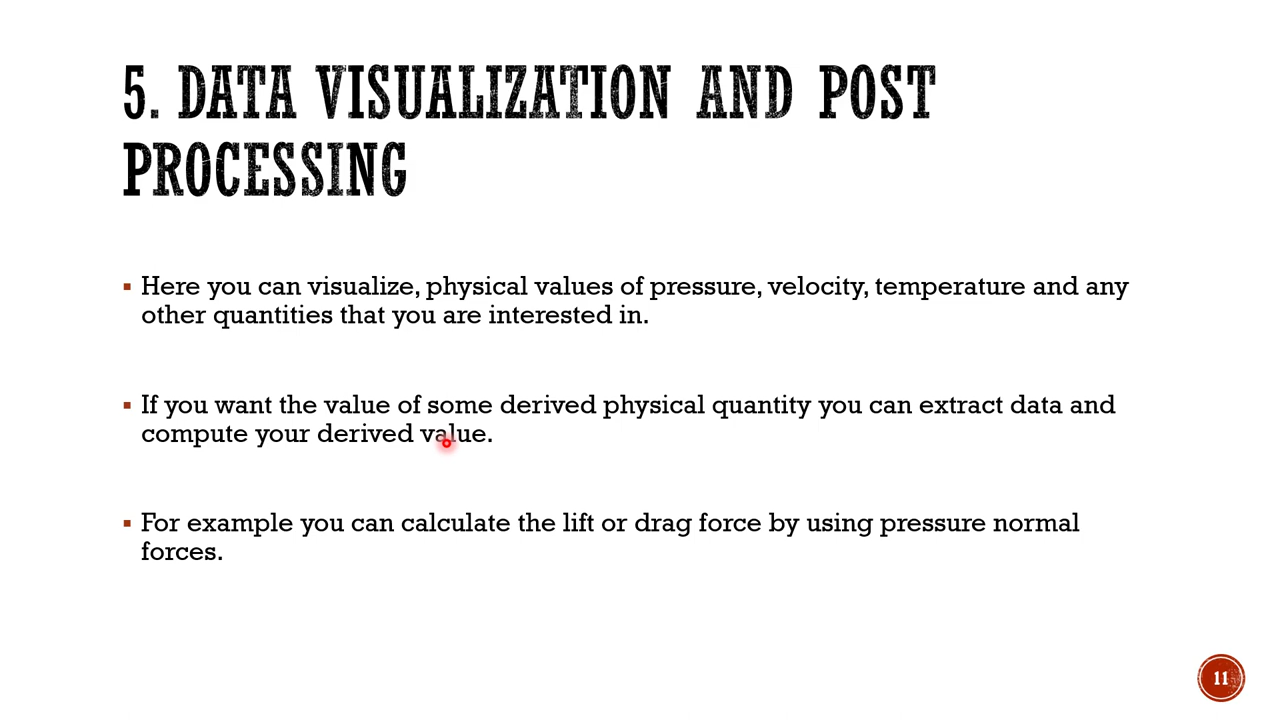 5. DATA VISUALIZATION AND POST
PROCESSING
▪ Here you can visualize, physical values of pressure, velocity, temperature and any
other quantities that you are interested in.
▪ If you want the value of some derived physical quantity you can extract data and
compute your derived value.
▪ For example you can calculate the lift or drag force by using pressure normal
forces.
11